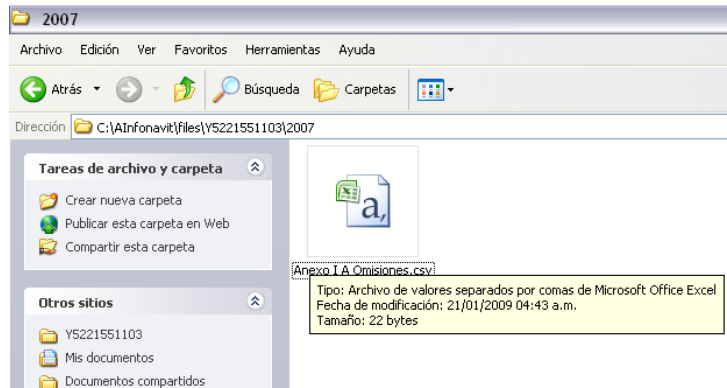 2007
Archivo Edición Ver Favoritos Herramientas Ayuda
Atrás Búsqueda Carpetas
Dirección C:\AInfonavit\files\Y5221551103\2007
Tareas de archivo y carpeta
Crear nueva carpeta
Publicar esta carpeta en Web
Compartir esta carpeta
Otros sitios
Y5221551103
Mis documentos
Documentos compartidos
a,
Anexo I A Omisiones.csv
Tipo: Archivo de valores separados por comas de Microsoft Office Excel
Fecha de modificación: 21/01/2009 04:43 a.m.
Tamaño: 22 bytes